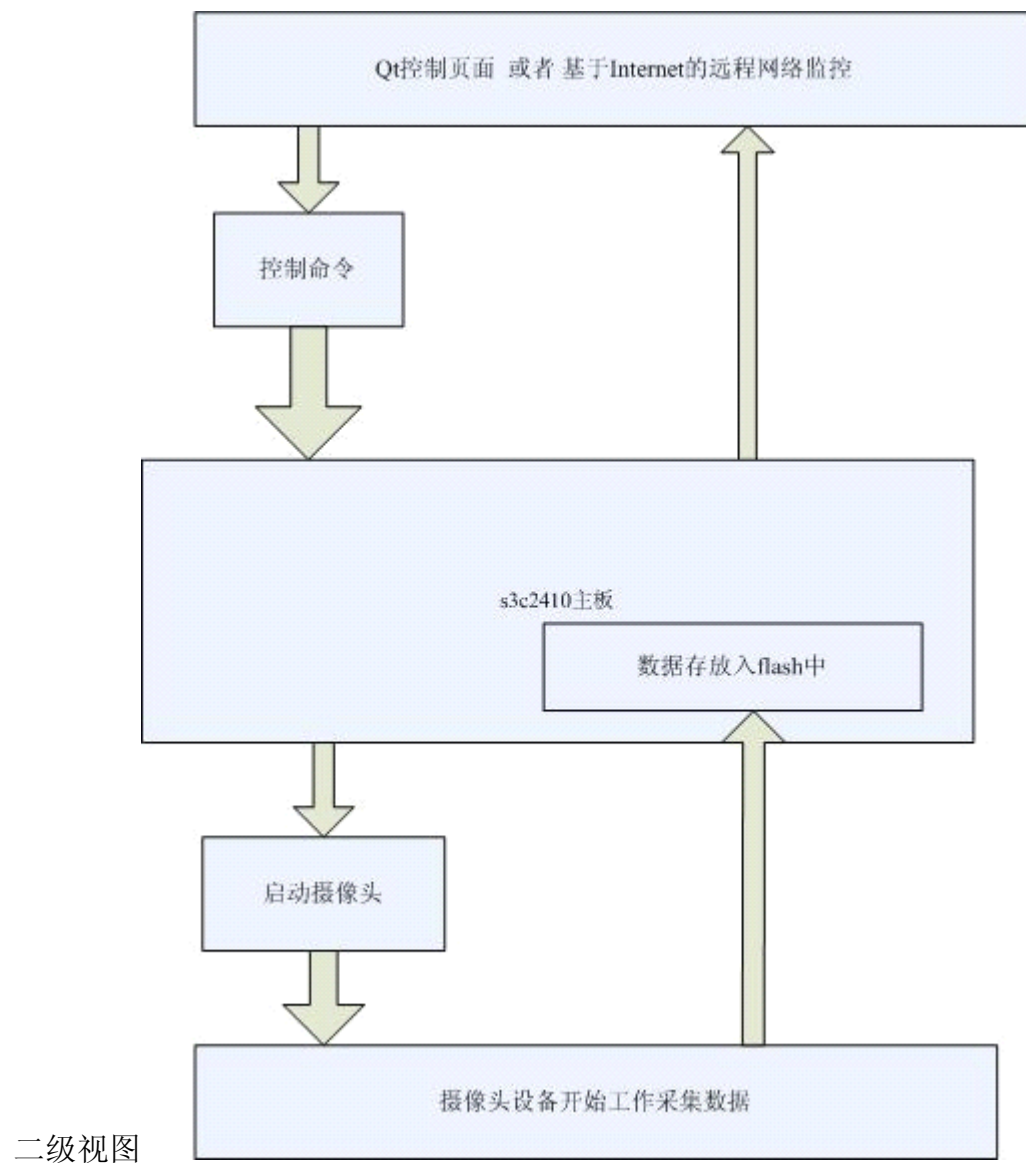 Qt控制页面 或者 基于Internet的远程网络监控
控制命令
s3c2410主板
数据存放入flash中
启动摄像头
摄像头设备开始工作采集数据
二级视图